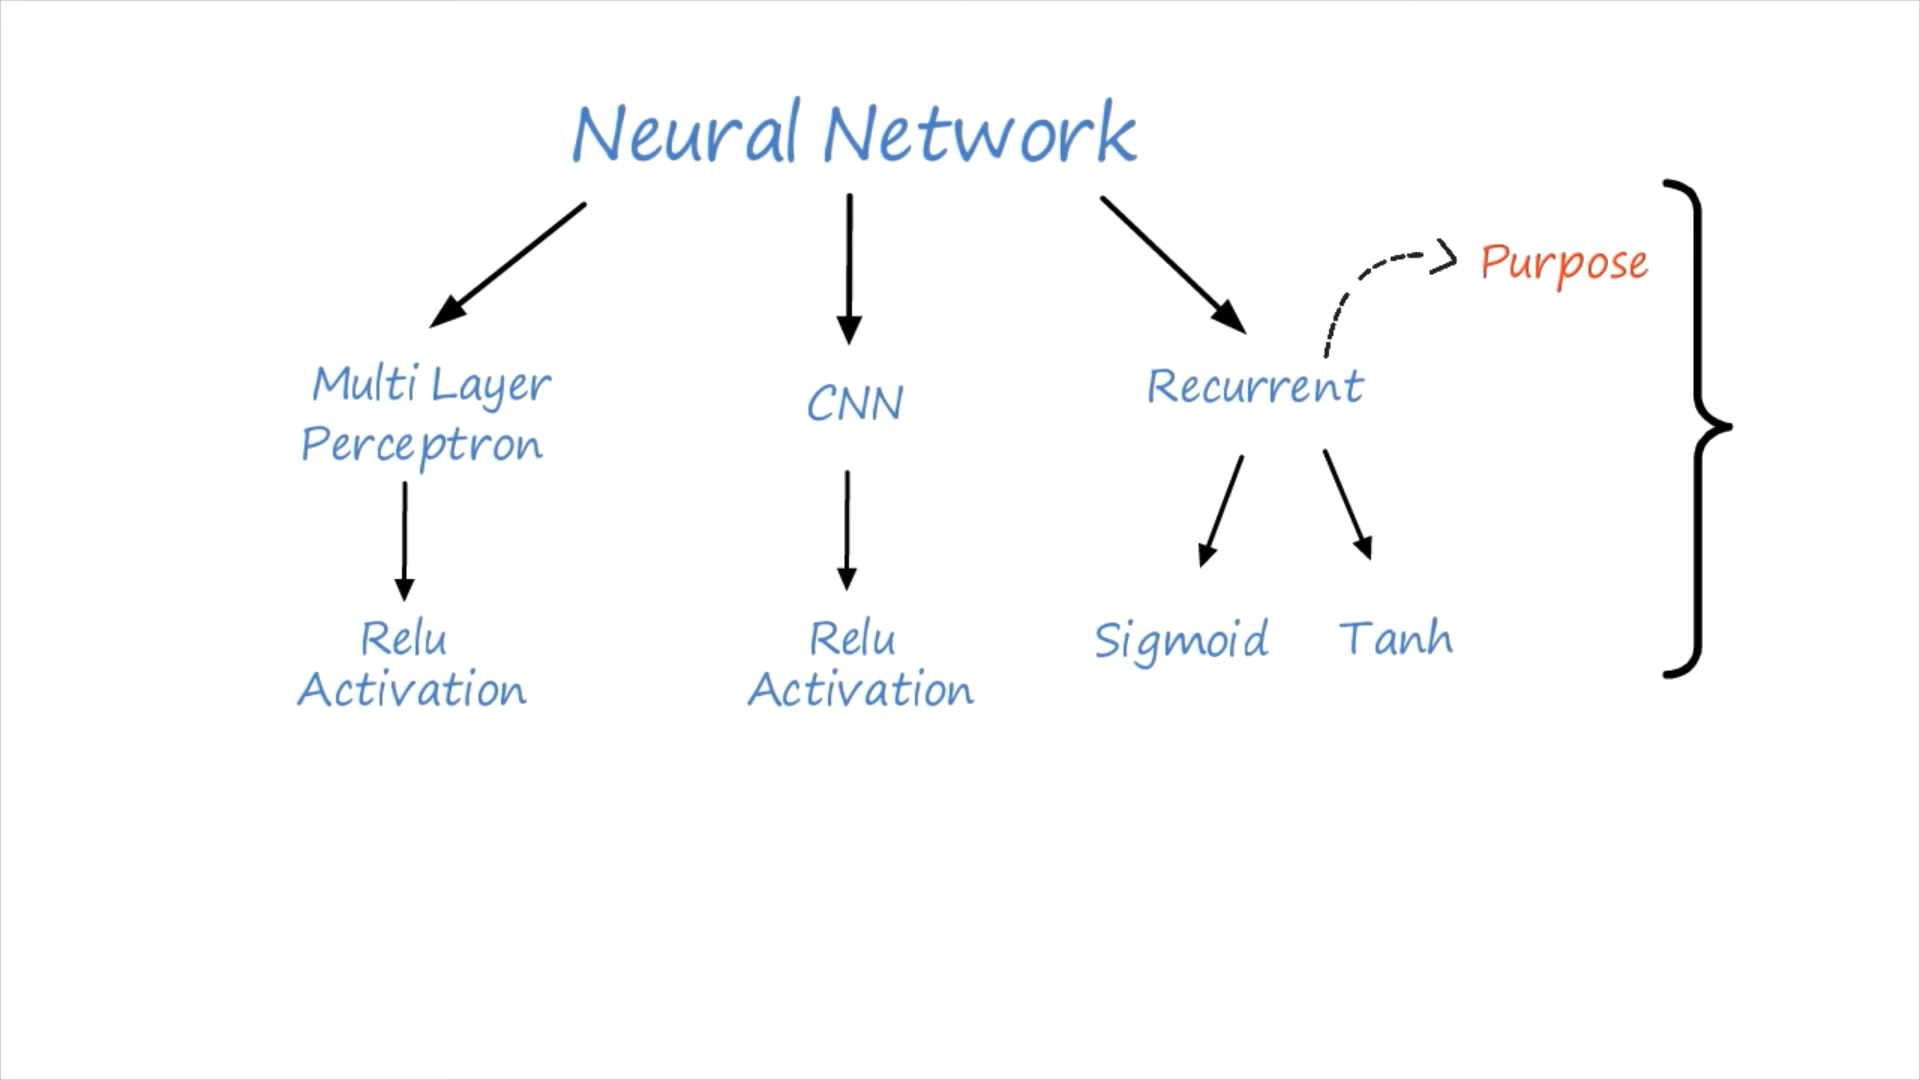 Neural Network
Purpose
Multi Layer
Perceptron
CNN
Recurrent
Relu
Activation
Relu
Activation
Sigmoid
Tanh